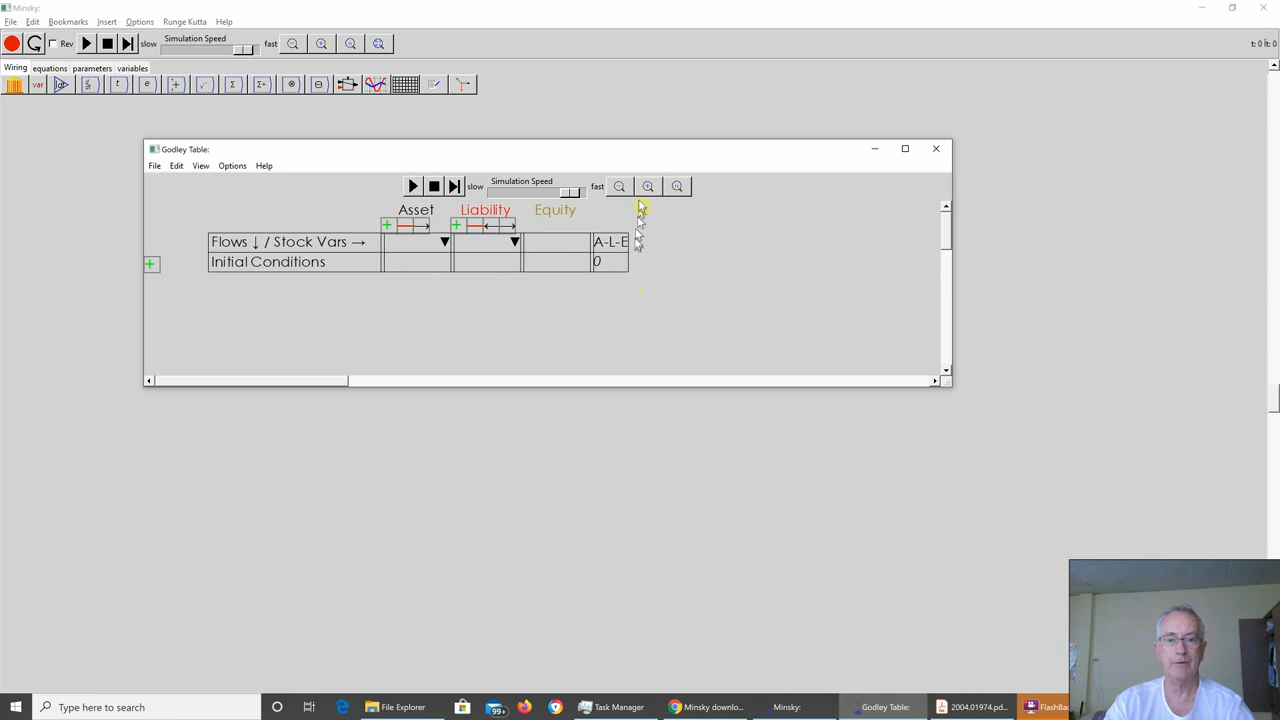 Minsky:
File Edit Bookmarks Insert Options Runge Kutta Help
Rev slow Simulation Speed fast t: 0 Δt: 0
Wiring equations parameters variables
var
Godley Table:
File Edit View Options Help
slow Simulation Speed fast
Asset Liability Equity
Flows ↓ / Stock Vars → ▼ ▼ A-L-E
Initial Conditions 0
Type here to search
99+
File Explorer
Task Manager
Minsky downlo...
Minsky:
Godley Table:
2004.01974.pd...
FlashBac